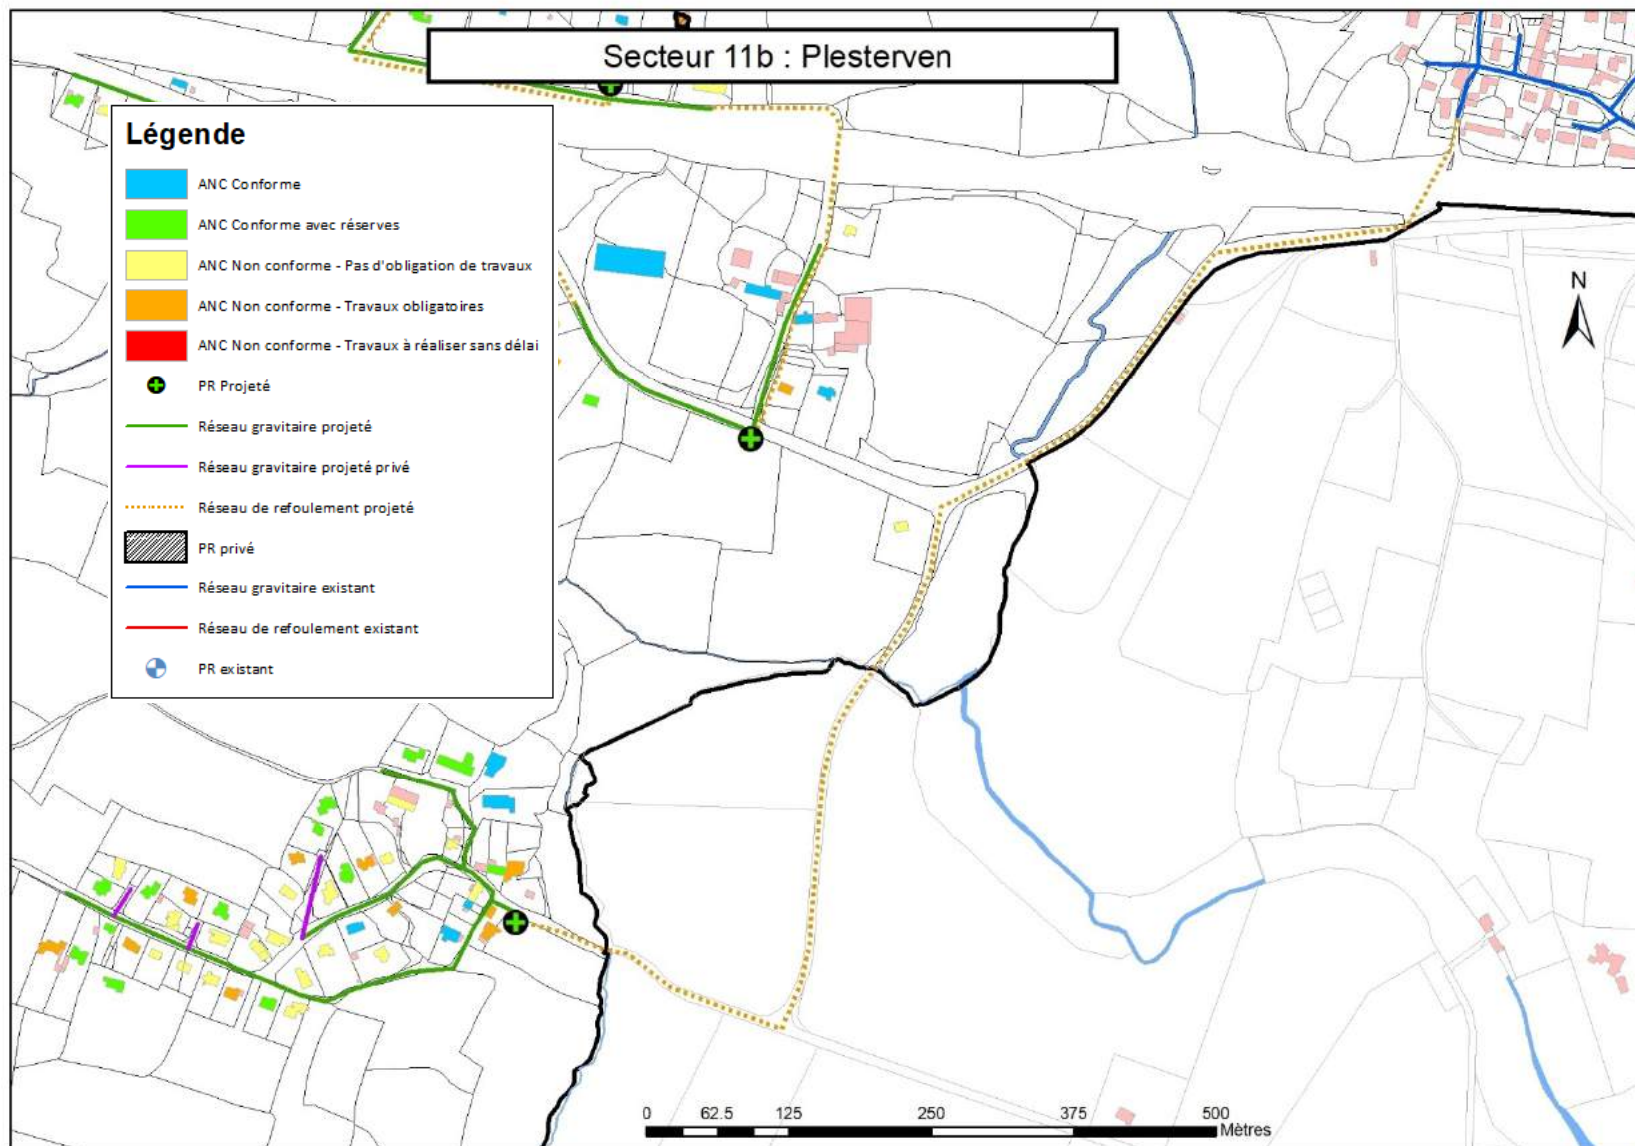 Secteur 11b : Plesterven
Légende
ANC Conforme
ANC Conforme avec réserves
ANC Non conforme - Pas d'obligation de travaux
ANC Non conforme - Travaux obligatoires
ANC Non conforme - Travaux à réaliser sans délai
PR Projeté
Réseau gravitaire projeté
Réseau gravitaire projeté privé
Réseau de refoulement projeté
PR privé
Réseau gravitaire existant
Réseau de refoulement existant
PR existant
N
0 62.5 125 250 375 500
Mètres